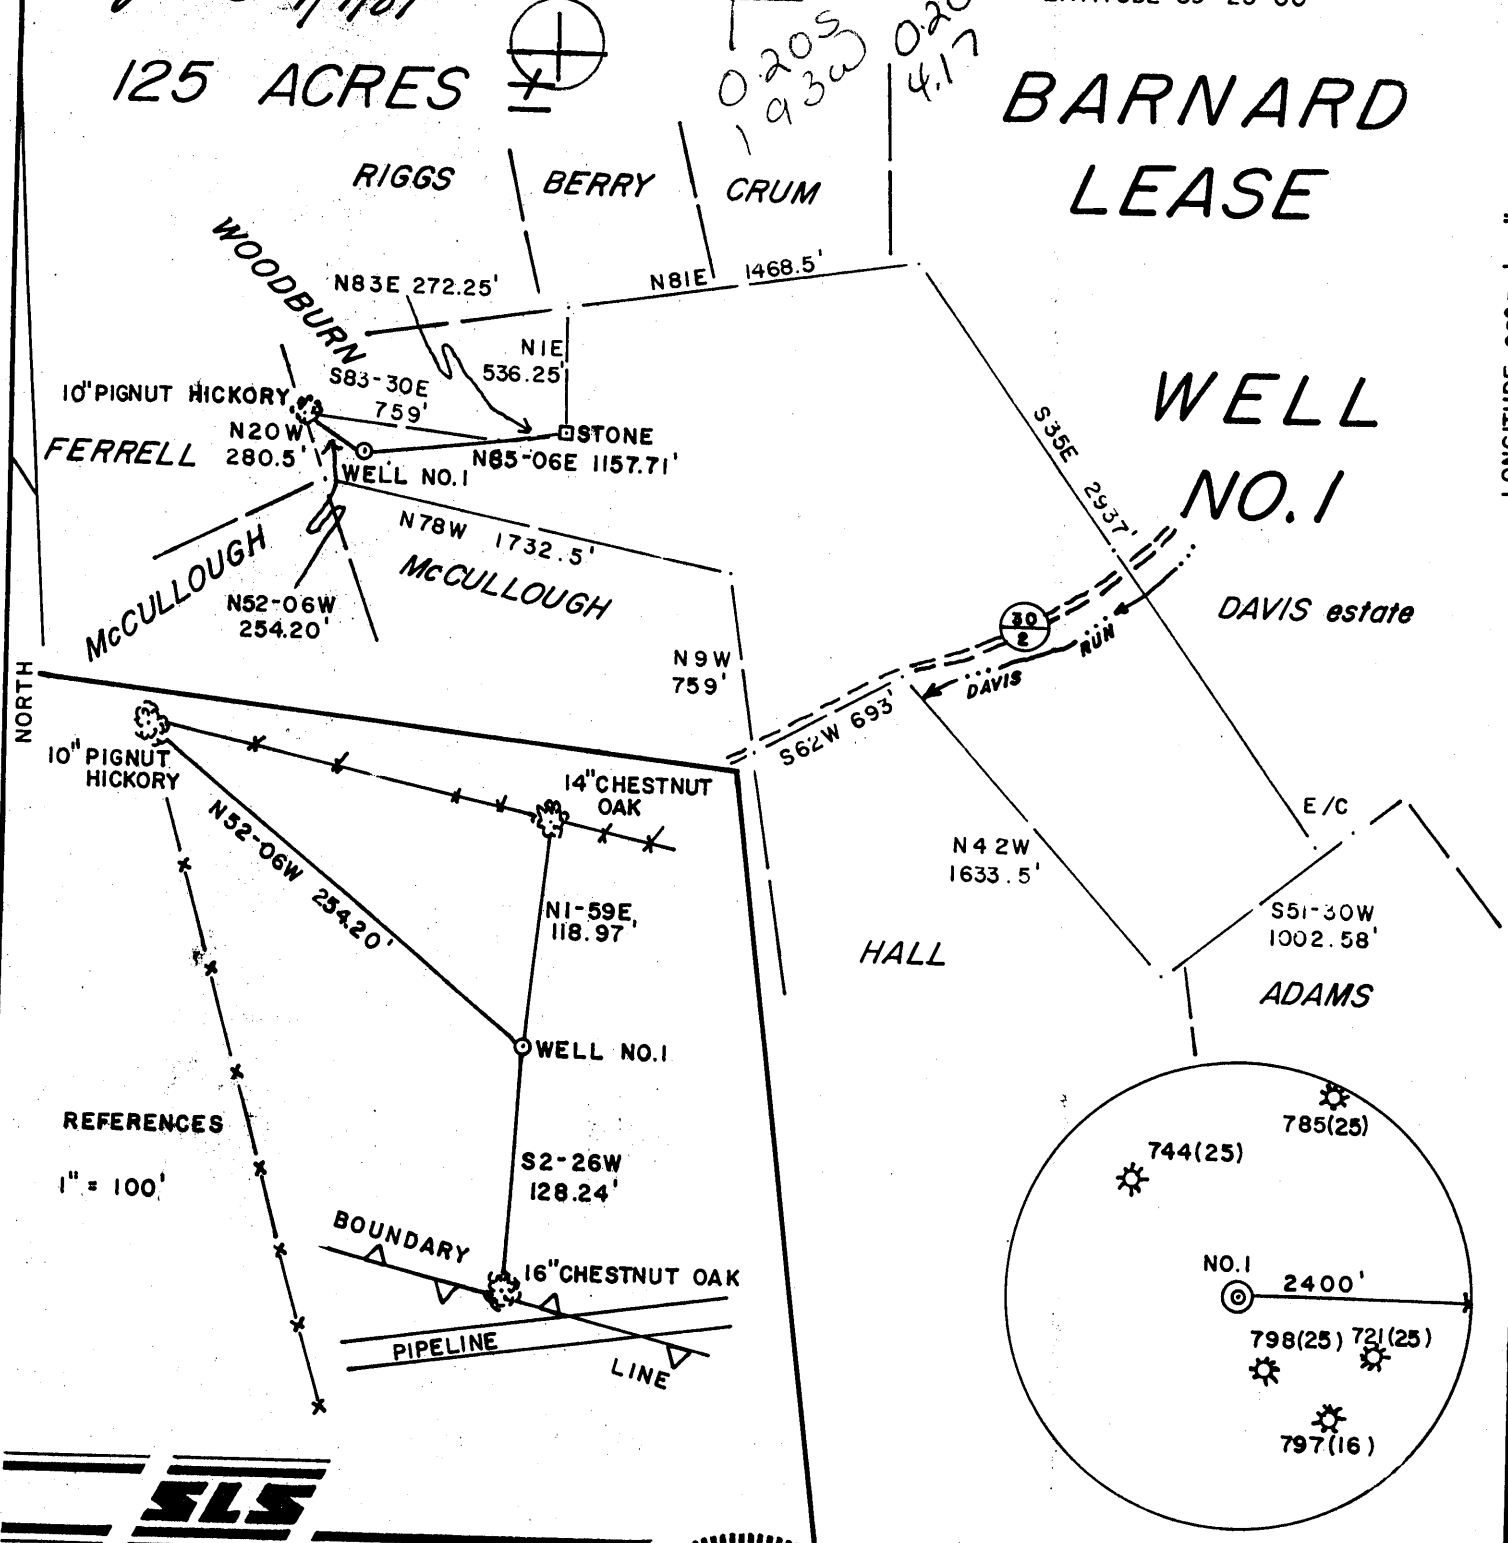 125 ACRES ±
0.20S
1.93W
4.17
BARNARD
LEASE
RIGGS
BERRY
CRUM
WOODBURN
N83E 272.25'
N81E 1468.5'
N1E
536.25'
S83-30E
759'
10" PIGNUT HICKORY
STONE
N20W
280.5'
FERRELL
WELL NO.1
N85-06E 1157.71'
WELL
NO. 1
S35E 2937'
N78W 1732.5'
McCULLOUGH
McCULLOUGH
N52-06W
254.20'
DAVIS estate
30
2
DAVIS RUN
N9W
759'
S62W 693'
NORTH
10" PIGNUT
HICKORY
14" CHESTNUT
OAK
N52-06W 254.20'
N1-59E
118.97'
E/C
N42W
1633.5'
S51-30W
1002.58'
HALL
ADAMS
WELL NO.1
REFERENCES
1" = 100'
S2-26W
128.24'
BOUNDARY
16" CHESTNUT OAK
PIPELINE
LINE
785(25)
744(25)
NO.1
2400'
798(25) 721(25)
797(16)
SLS